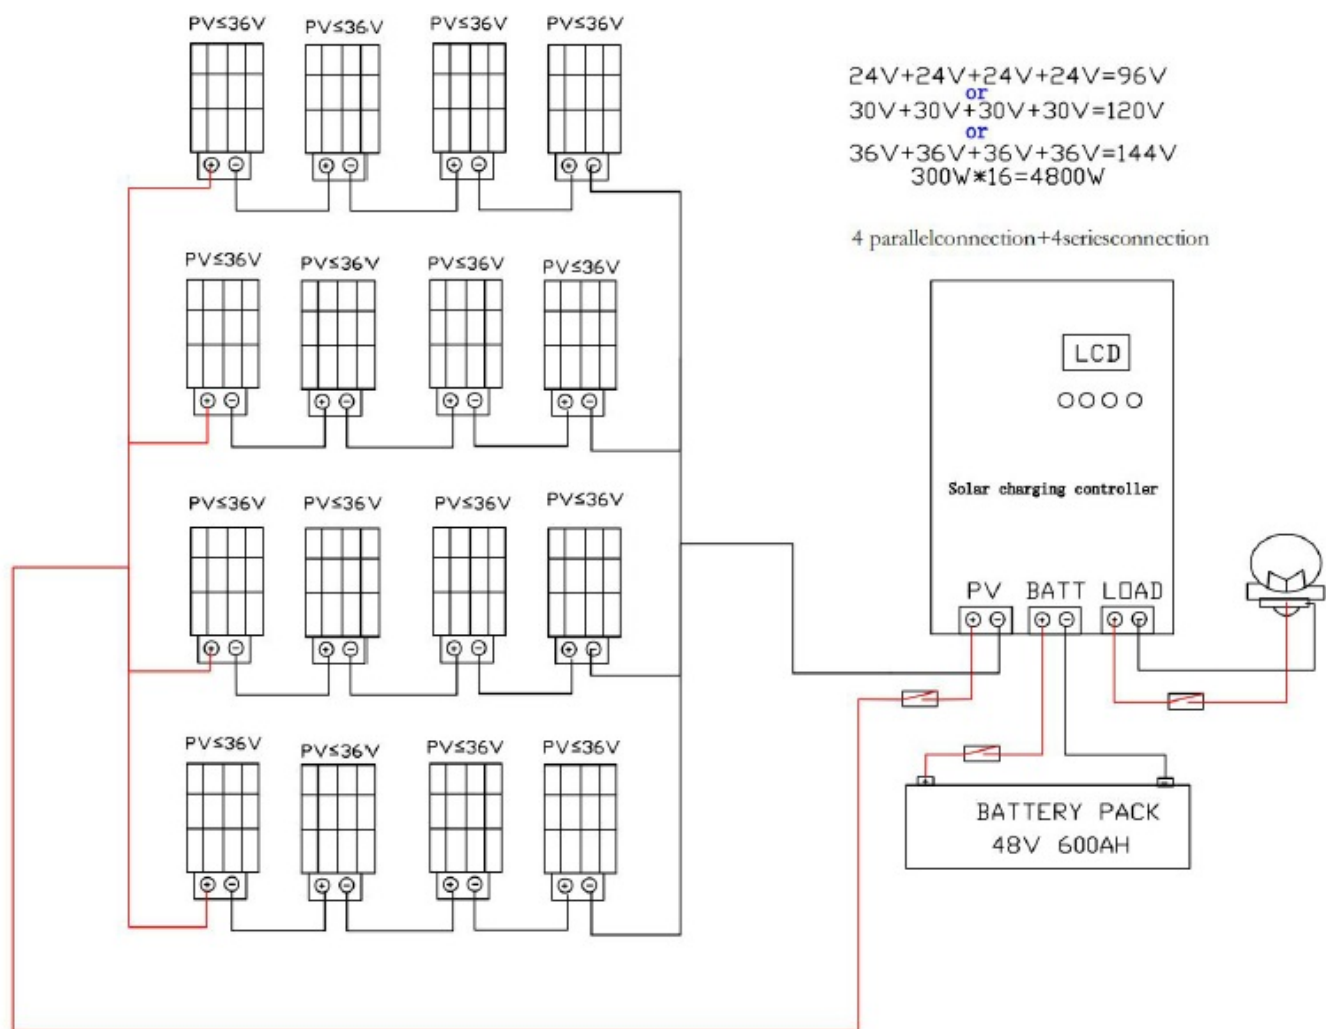 PV≤36V PV≤36V PV≤36V PV≤36V
24V+24V+24V+24V=96V
or
30V+30V+30V+30V=120V
or
36V+36V+36V+36V=144V
300W*16=4800W
4 parallelconnection+4seriesconnection
PV≤36V PV≤36V PV≤36V PV≤36V
LCD
Solar charging controller
PV≤36V PV≤36V PV≤36V PV≤36V
PV BATT LOAD
PV≤36V PV≤36V PV≤36V PV≤36V
BATTERY PACK
48V 600AH